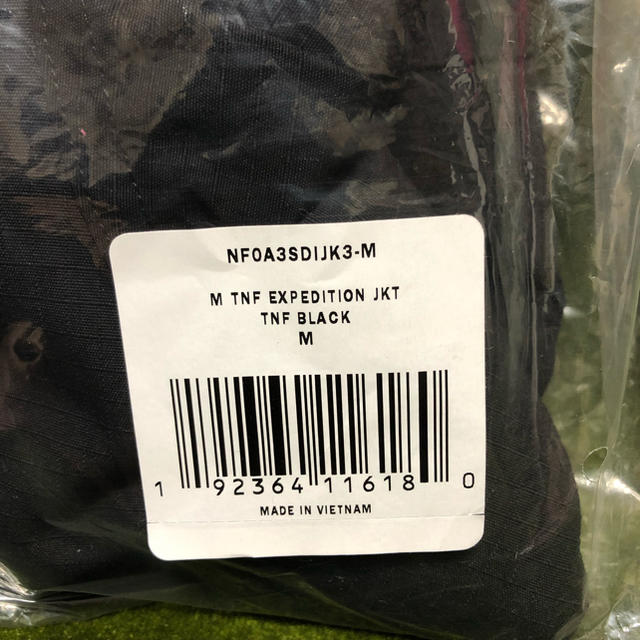 NF0A3SDIJK3-M
M TNF EXPEDITION JKT
TNF BLACK
M
1 92364 11618 0
MADE IN VIETNAM